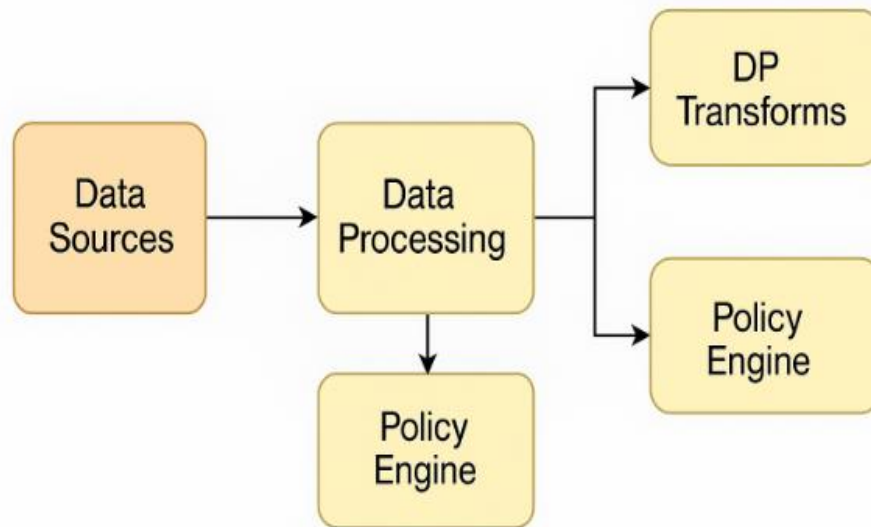 Data
Sources
Data
Processing
DP
Transforms
Policy
Engine
Policy
Engine